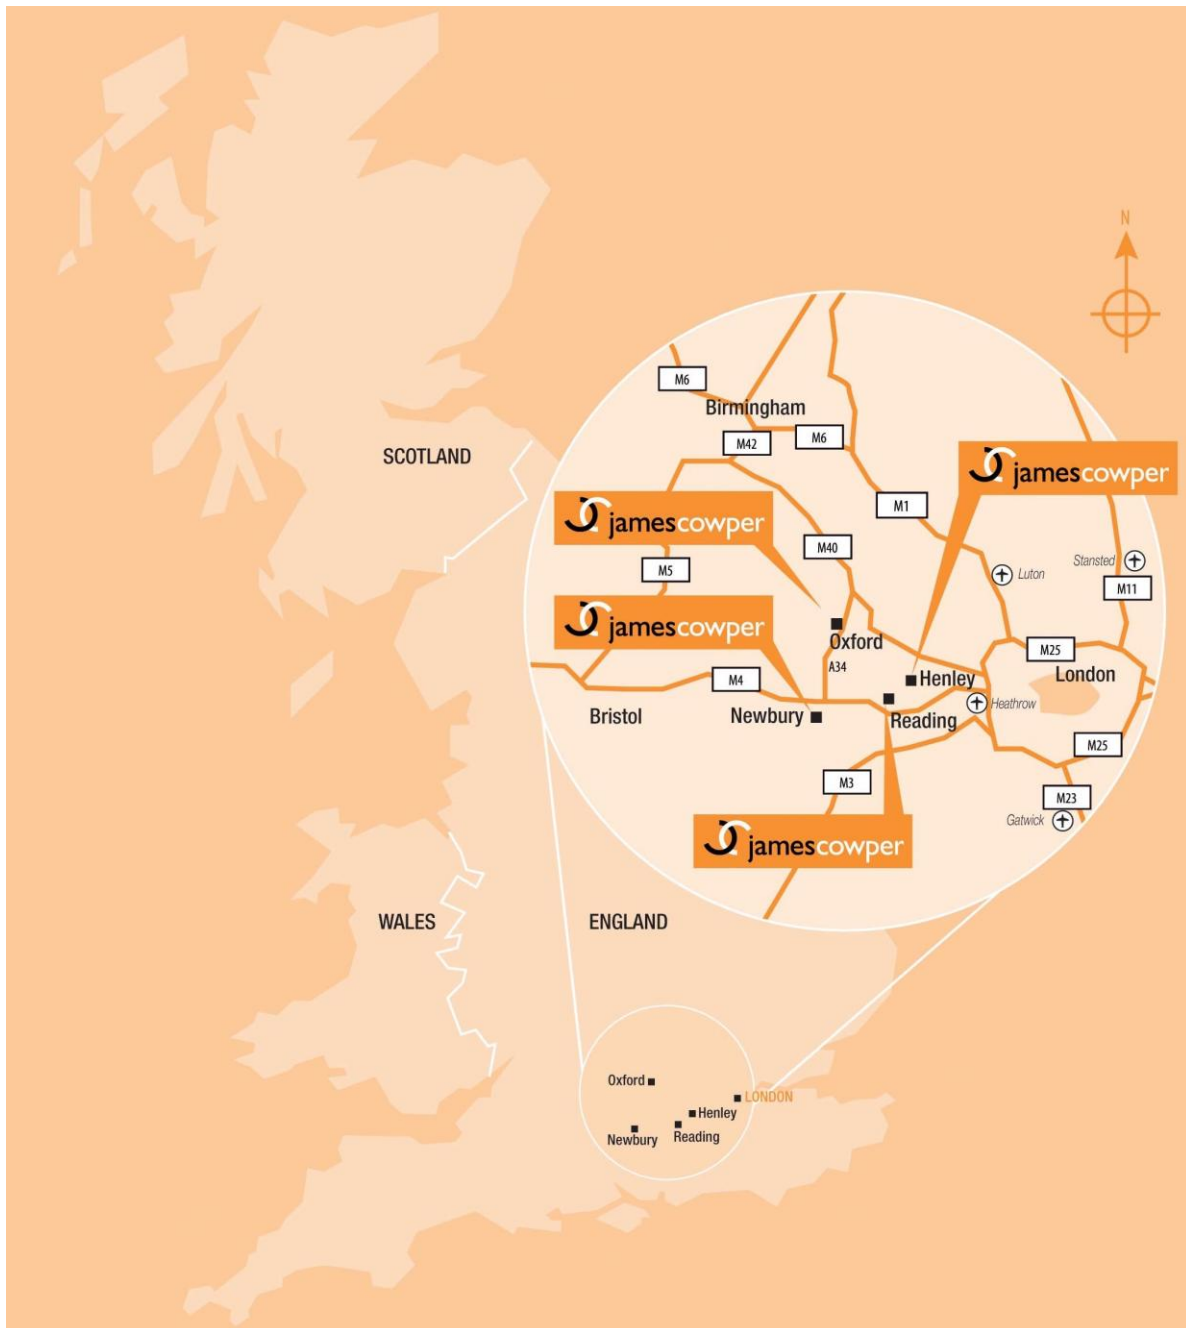 N
M6
Birmingham
M42
M6
SCOTLAND
jamescowper
M1
jamescowper
M40
M5
Luton
Stansted
M11
jamescowper
Oxford
A34
M25
M4
Henley
London
Bristol
Newbury
Reading
Heathrow
M25
M3
M23
Gatwick
jamescowper
WALES
ENGLAND
Oxford
LONDON
Henley
Newbury
Reading